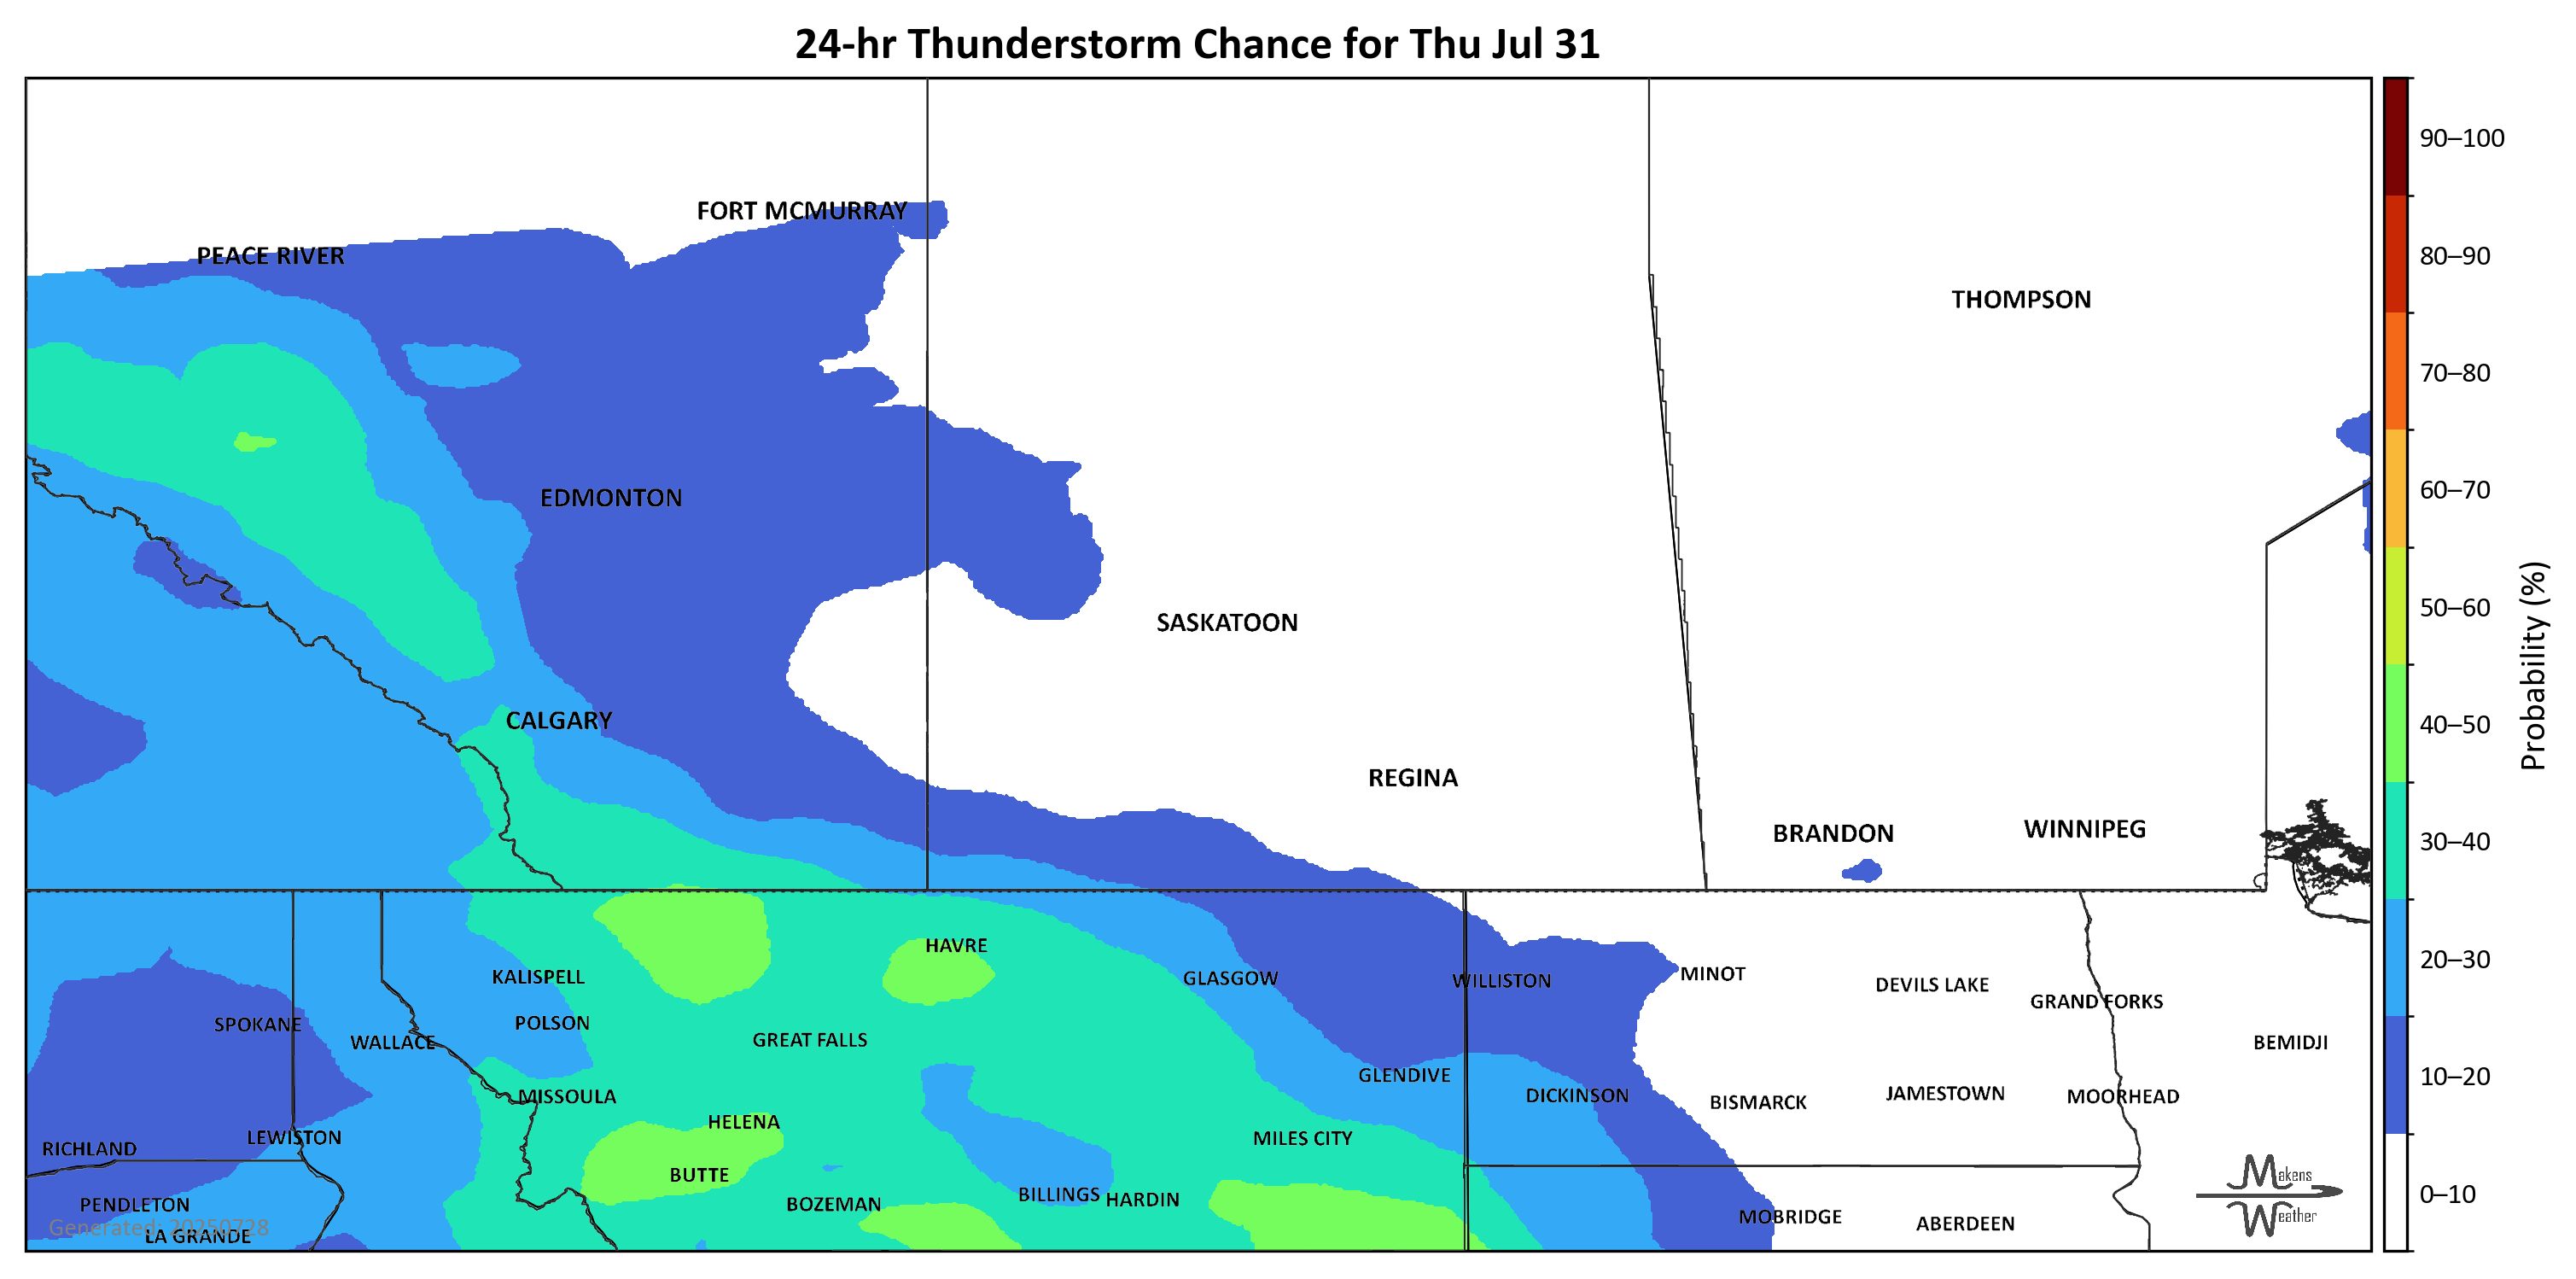 24-hr Thunderstorm Chance for Thu Jul 31
90–100
FORT MCMURRAY
PEACE RIVER
80–90
THOMPSON
70–80
60–70
EDMONTON
50–60
SASKATOON
Probability (%)
CALGARY
40–50
REGINA
BRANDON
WINNIPEG
30–40
HAVRE
20–30
KALISPELL
GLASGOW
WILLISTON
MINOT
DEVILS LAKE
GRAND FORKS
SPOKANE
POLSON
WALLACE
GREAT FALLS
BEMIDJI
GLENDIVE
10–20
MISSOULA
DICKINSON
BISMARCK
JAMESTOWN
MOORHEAD
HELENA
LEWISTON
MILES CITY
RICHLAND
BUTTE
Makens
Weather
BILLINGS
HARDIN
0–10
PENDLETON
BOZEMAN
MOBRIDGE
ABERDEEN
Generated: 20250728
LA GRANDE